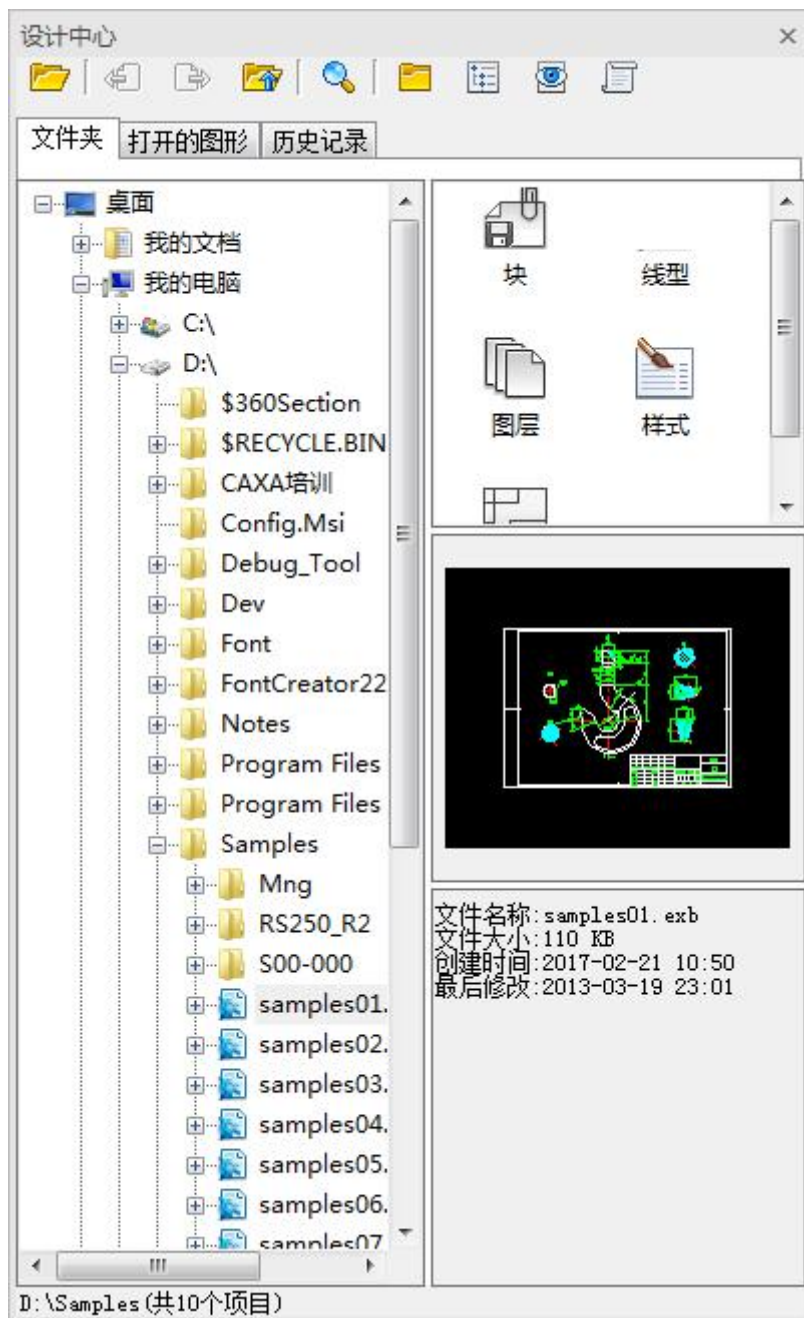 设计中心
文件夹
打开的图形
历史记录
桌面
我的文档
我的电脑
C:\
D:\
$360Section
$RECYCLE.BIN
CAXA培训
Config.Msi
Debug_Tool
Dev
Font
FontCreator22
Notes
Program Files
Program Files
Samples
Mng
RS250_R2
S00-000
samples01.
samples02.
samples03.
samples04.
samples05.
samples06.
samples07
块
线型
图层
样式
文件名称:samples01.exb
文件大小:110 KB
创建时间:2017-02-21 10:50
最后修改:2013-03-19 23:01
D:\Samples(共10个项目)